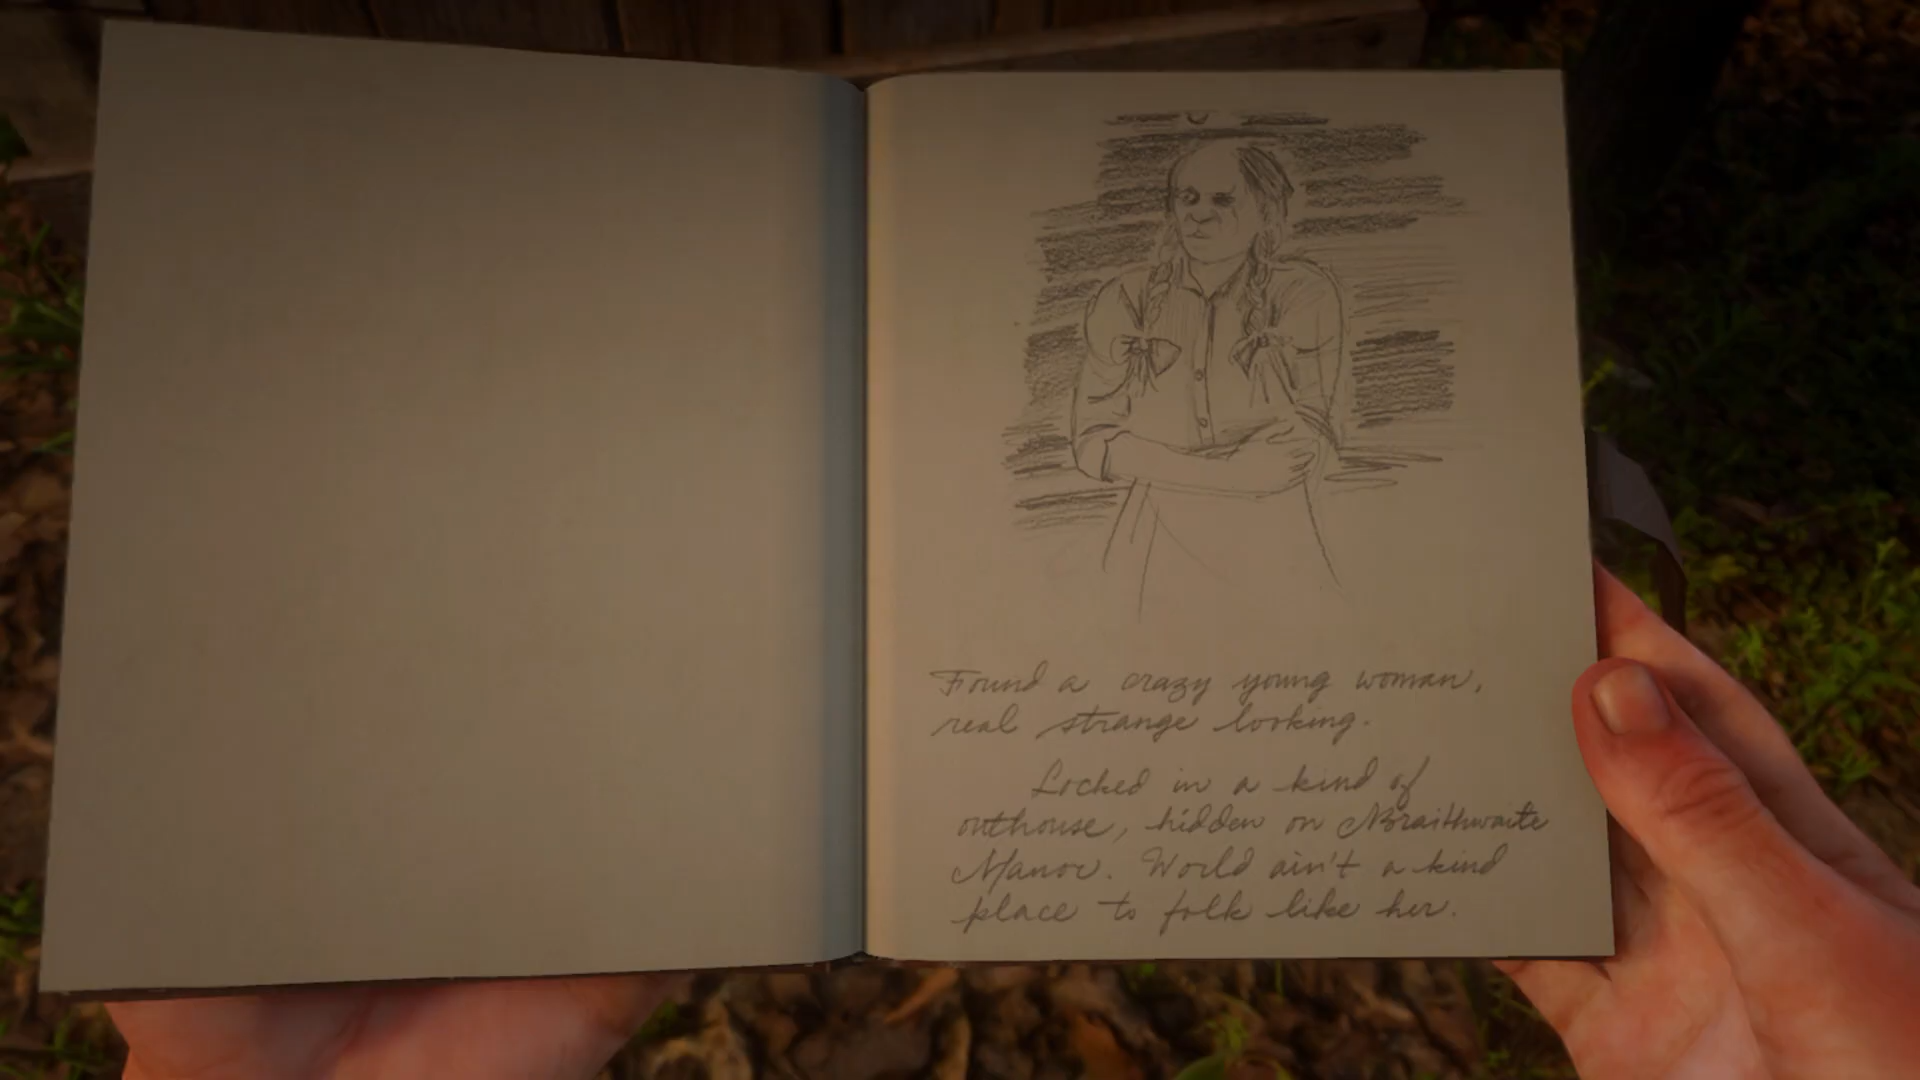 Found a crazy young woman,
real strange looking.
Locked in a kind of
outhouse, hidden on Braithwaite
Manor. World ain't a kind
place to folk like her.